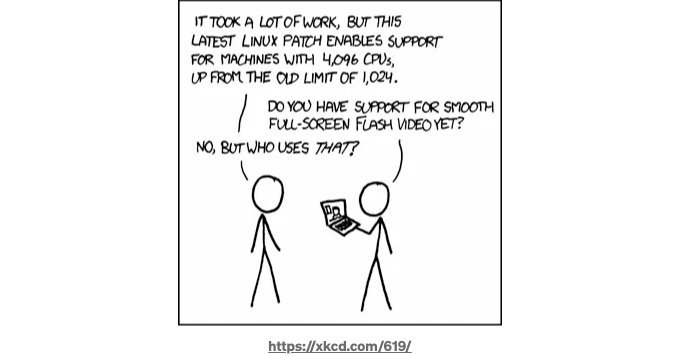 IT TOOK A LOT OF WORK, BUT THIS
LATEST LINUX PATCH ENABLES SUPPORT
FOR MACHINES WITH 4,096 CPUs,
UP FROM THE OLD LIMIT OF 1,024.
DO YOU HAVE SUPPORT FOR SMOOTH
FULL-SCREEN FLASH VIDEO YET?
NO, BUT WHO USES THAT?
https://xkcd.com/619/